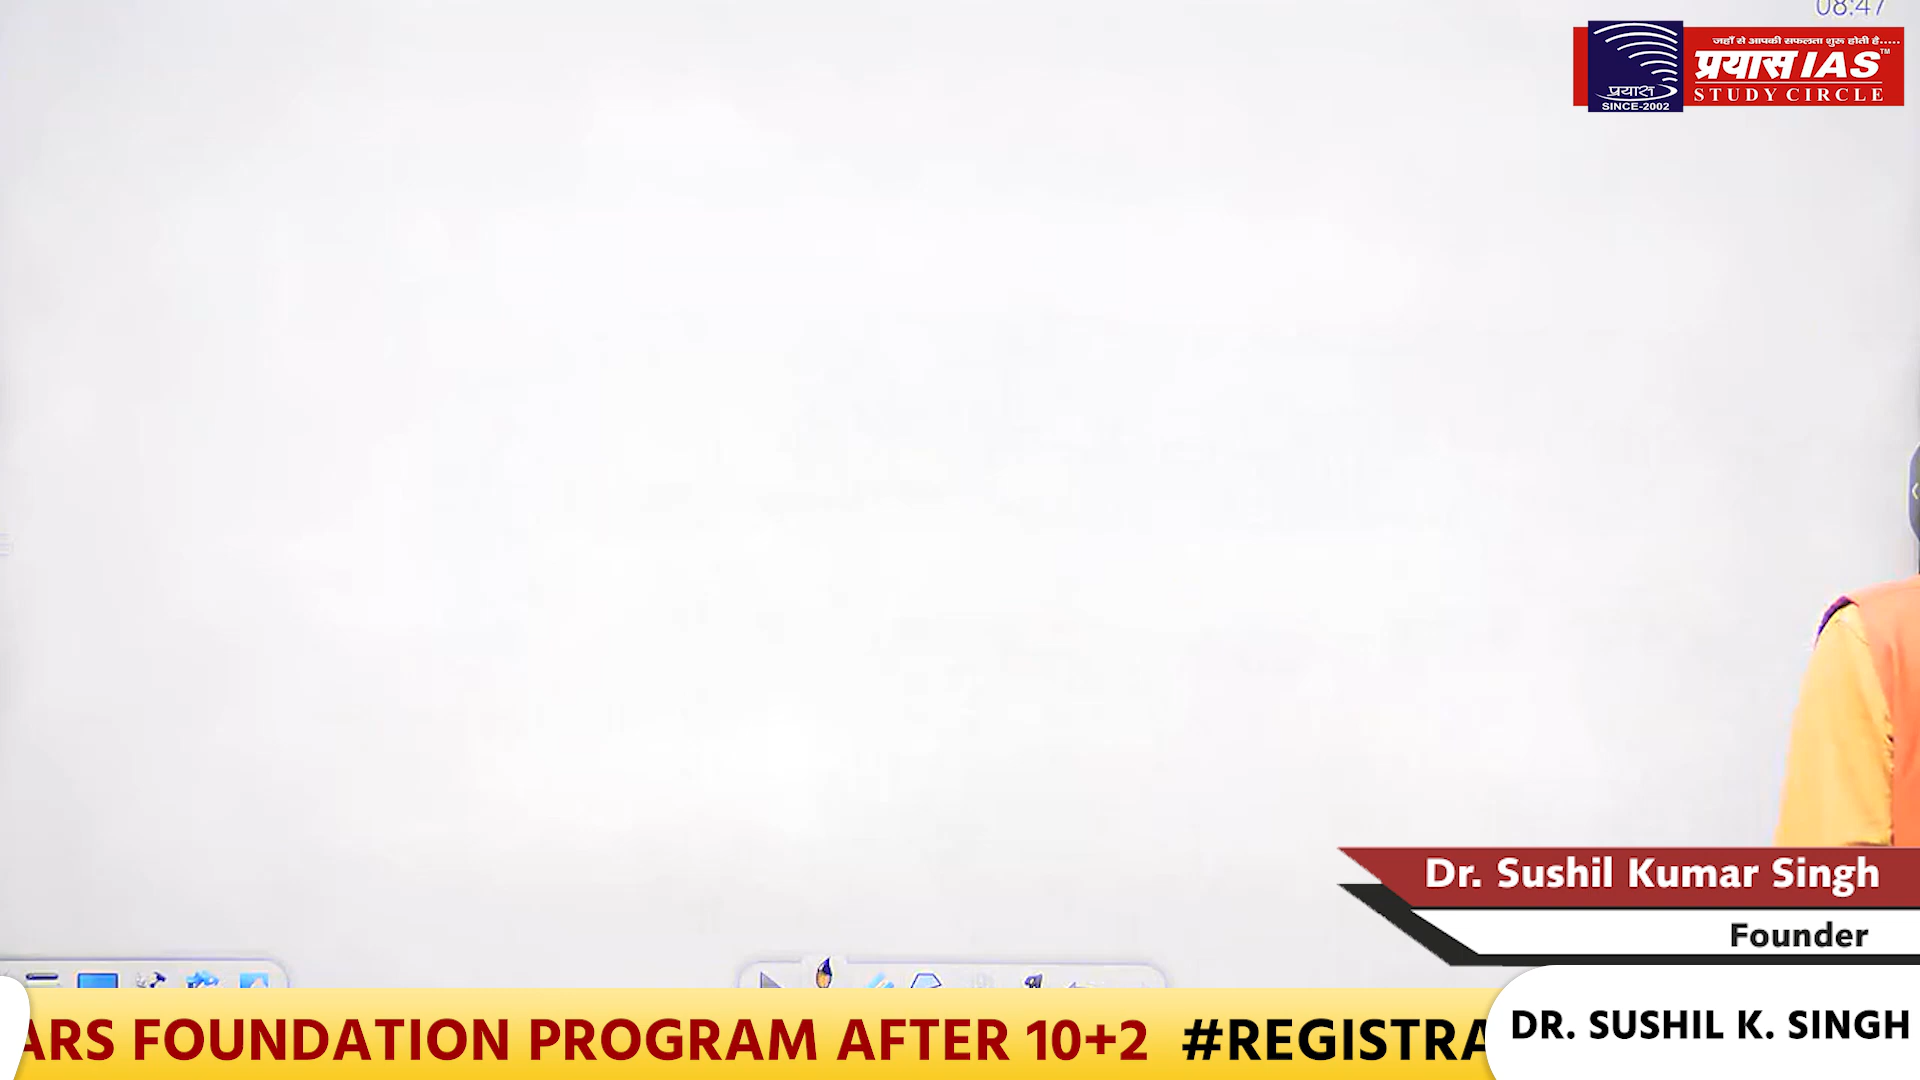 08:47
जहाँ से आपकी सफलता शुरू होती है.....
प्रयास IAS™
STUDY CIRCLE
प्रयास
SINCE-2002
Dr. Sushil Kumar Singh
Founder
ARS FOUNDATION PROGRAM AFTER 10+2 #REGISTRA
DR. SUSHIL K. SINGH